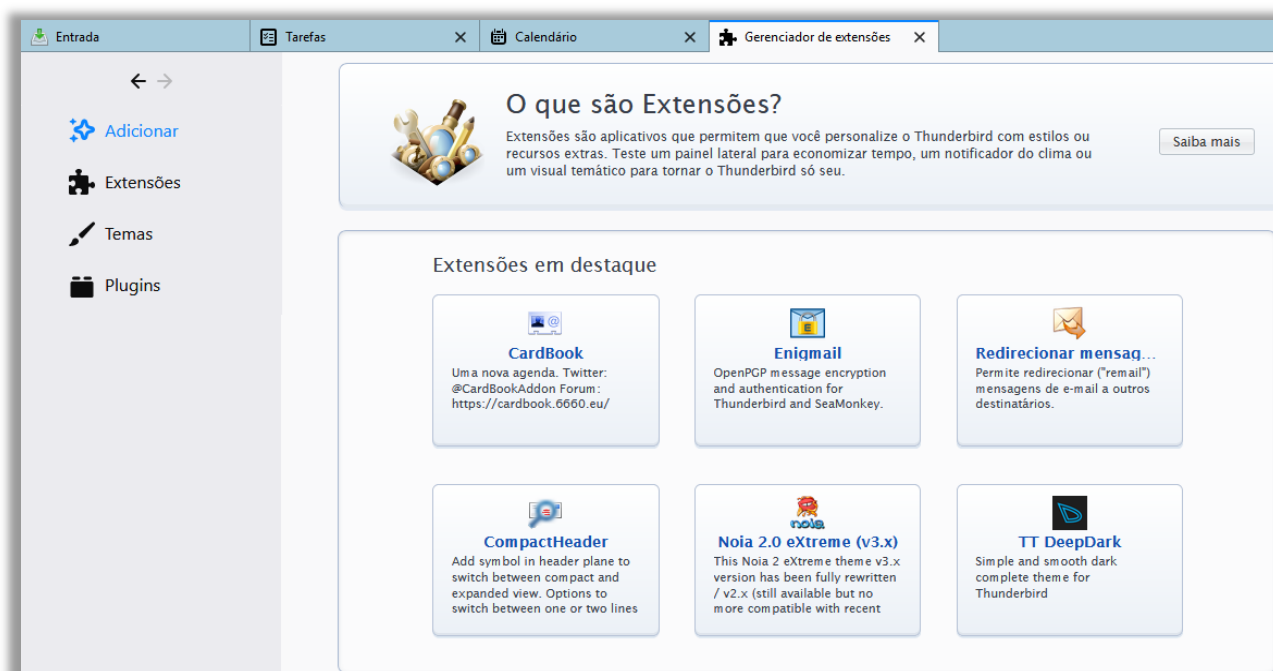 Entrada
Tarefas
Calendário
Gerenciador de extensões
Adicionar
Extensões
Temas
Plugins
O que são Extensões?
Extensões são aplicativos que permitem que você personalize o Thunderbird com estilos ou
recursos extras. Teste um painel lateral para economizar tempo, um notificador do clima ou
um visual temático para tornar o Thunderbird só seu.
Saiba mais
Extensões em destaque
CardBook
Uma nova agenda. Twitter:
@CardBookAddon Forum:
https://cardbook.6660.eu/
Enigmail
OpenPGP message encryption
and authentication for
Thunderbird and SeaMonkey.
Redirecionar mensag...
Permite redirecionar ("remail")
mensagens de e-mail a outros
destinatários.
CompactHeader
Add symbol in header plane to
switch between compact and
expanded view. Options to
switch between one or two lines
noia
Noia 2.0 eXtreme (v3.x)
This Noia 2 eXtreme theme v3.x
version has been fully rewritten
/ v2.x (still available but no
more compatible with recent
TT DeepDark
Simple and smooth dark
complete theme for
Thunderbird